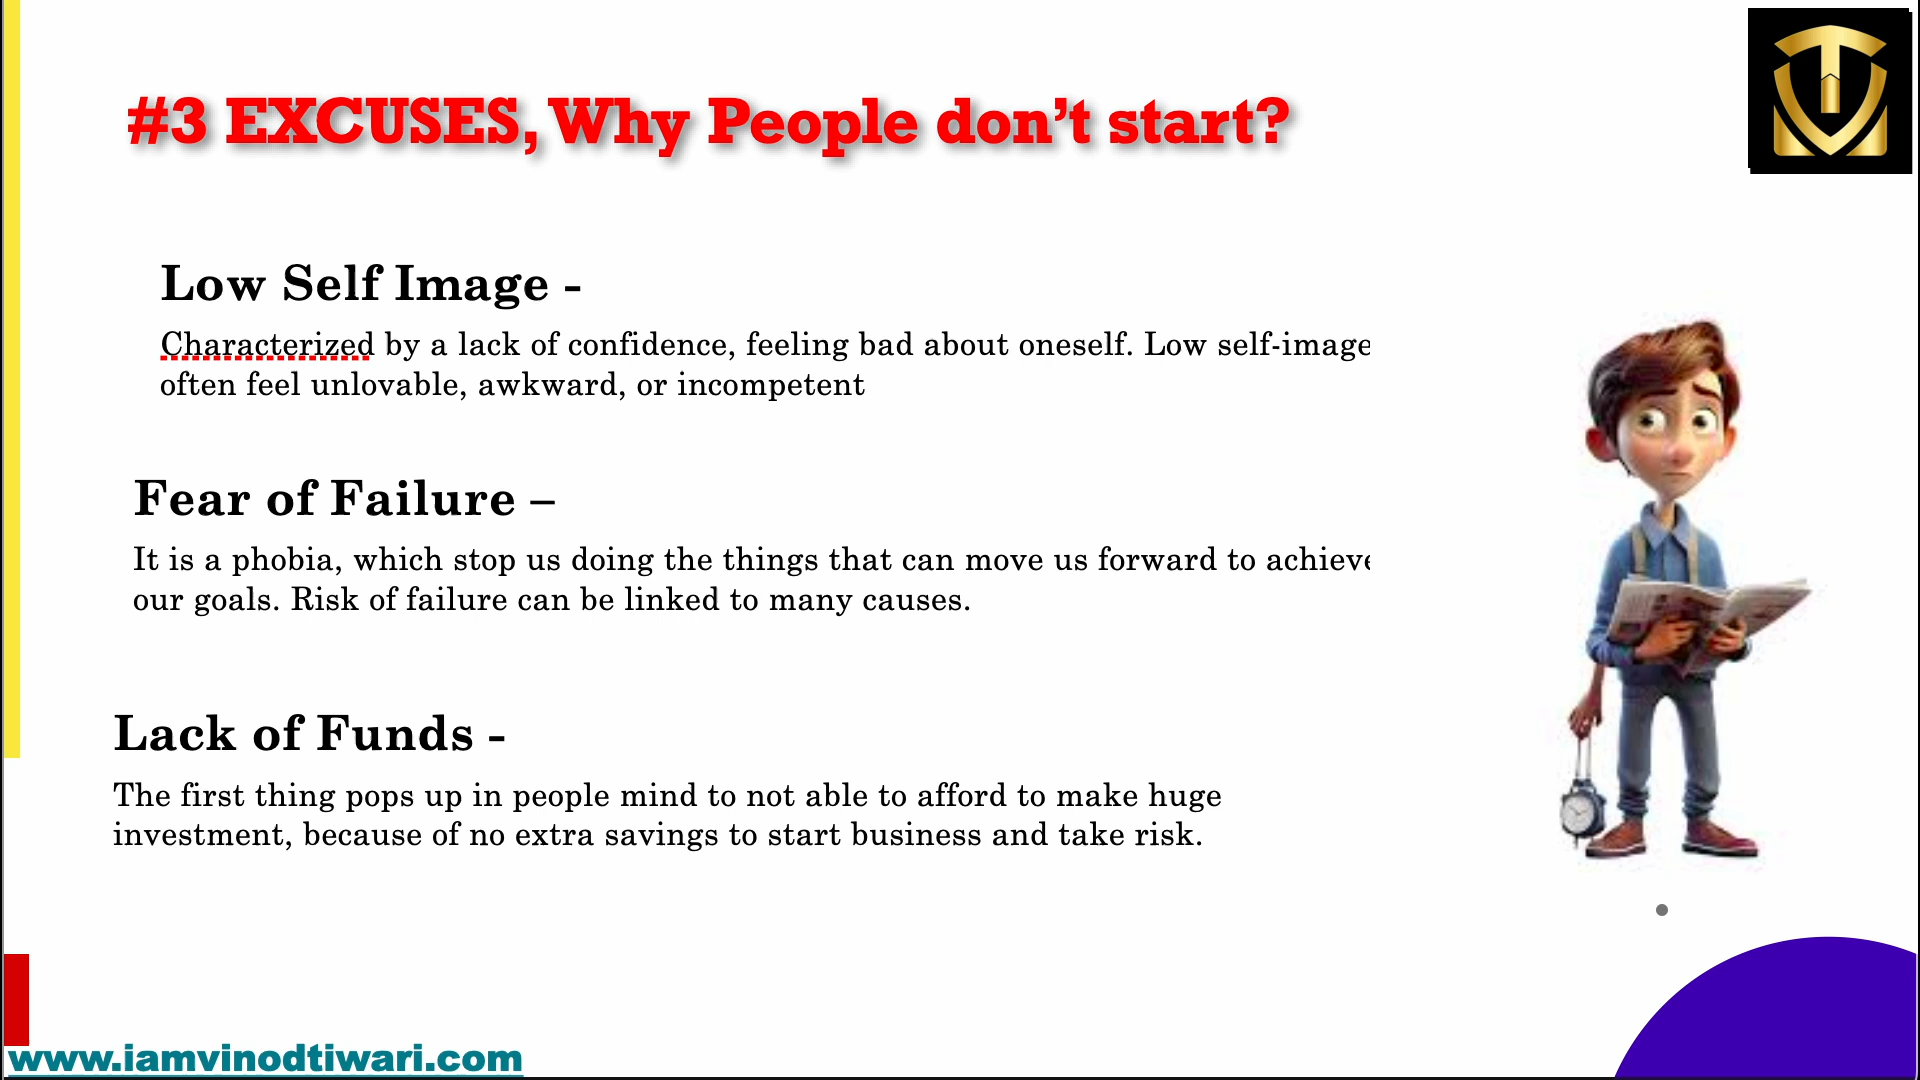 #3 EXCUSES, Why People don’t start?
Low Self Image -
Characterized by a lack of confidence, feeling bad about oneself. Low self-image
often feel unlovable, awkward, or incompetent
Fear of Failure –
It is a phobia, which stop us doing the things that can move us forward to achieve
our goals. Risk of failure can be linked to many causes.
Lack of Funds -
The first thing pops up in people mind to not able to afford to make huge
investment, because of no extra savings to start business and take risk.
www.iamvinodtiwari.com